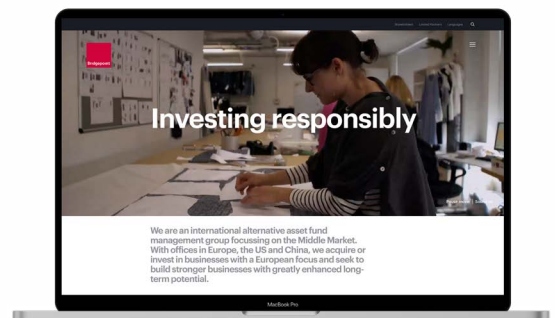 Bridgepoint
Investing responsibly
We are an international alternative asset fund
management group focussing on the Middle Market.
With offices in Europe, the US and China, we acquire or
invest in businesses with a European focus and seek to
build stronger businesses with greatly enhanced long-
term potential.
MacBook Pro